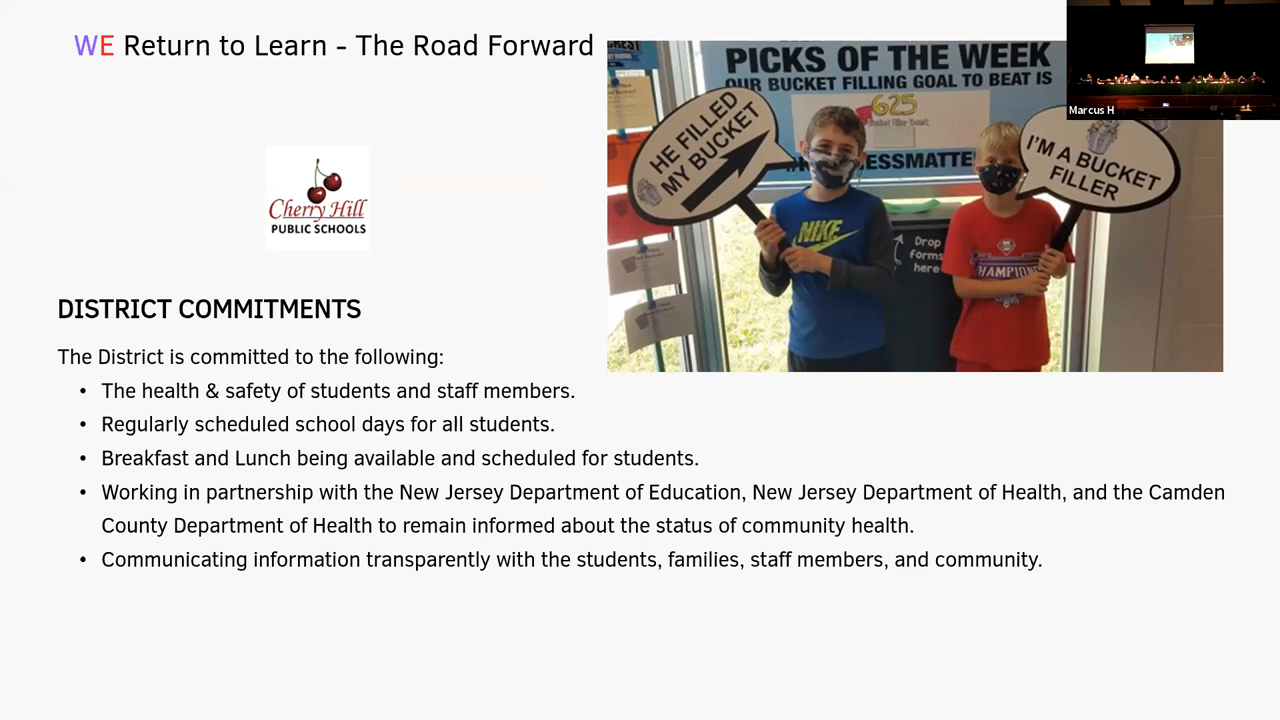 WE Return to Learn - The Road Forward
PICKS OF THE WEEK
OUR BUCKET FILLING GOAL TO BEAT IS
625
HE FILLED
MY BUCKET
I'M A BUCKET
FILLER
NIKE
Drop
forms
here
Marcus H
Cherry Hill
PUBLIC SCHOOLS
DISTRICT COMMITMENTS
The District is committed to the following:
• The health & safety of students and staff members.
• Regularly scheduled school days for all students.
• Breakfast and Lunch being available and scheduled for students.
• Working in partnership with the New Jersey Department of Education, New Jersey Department of Health, and the Camden
County Department of Health to remain informed about the status of community health.
• Communicating information transparently with the students, families, staff members, and community.